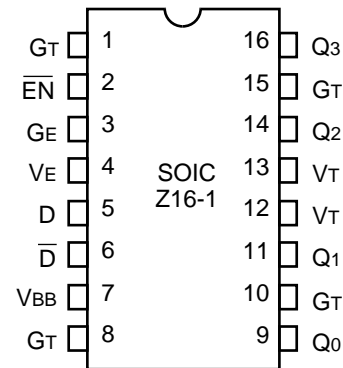 GT 1 16 Q3
EN 2 15 GT
GE 3 14 Q2
VE 4 SOIC 13 VT
D 5 Z16-1 12 VT
D 6 11 Q1
VBB 7 10 GT
GT 8 9 Q0